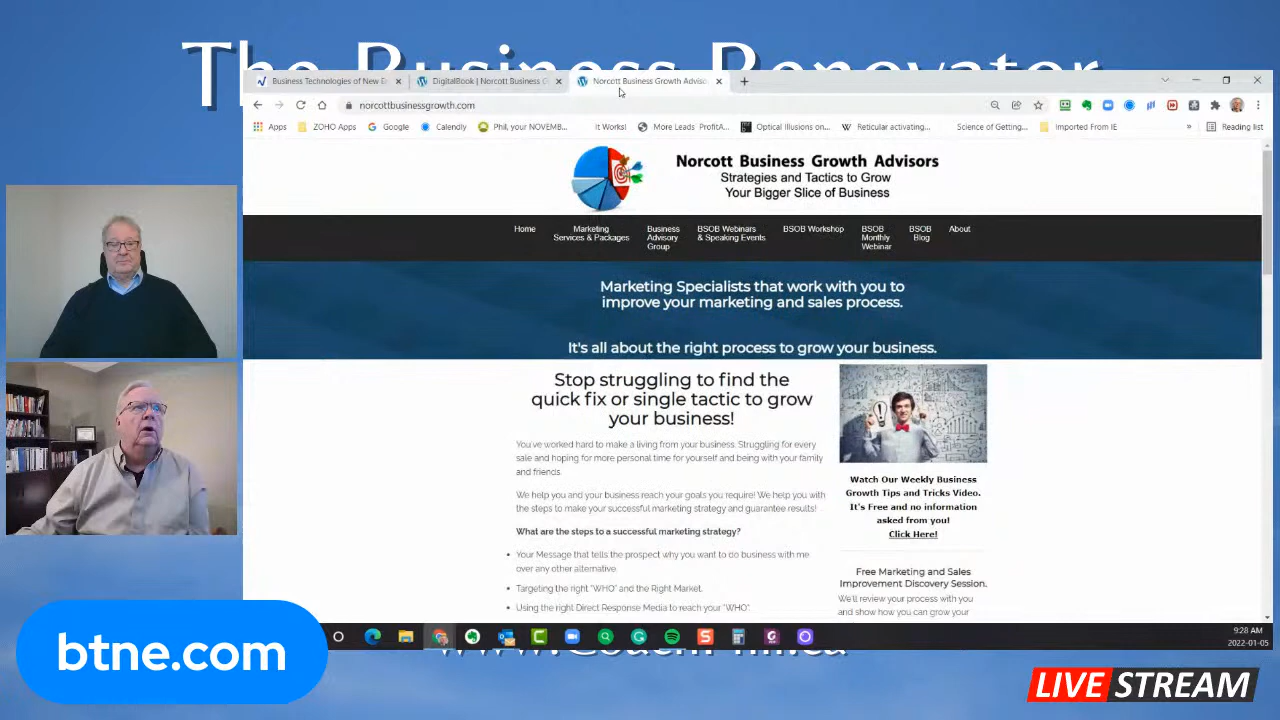 The Business Renovator
Business Technologies of New E
DigitalBook | Norcott Business G
Norcott Business Growth Adviso
norcottbusinessgrowth.com
Apps
ZOHO Apps
Google
Calendly
Phil, your NOVEMB...
It Works!
More Leads ProfitA...
Optical Illusions on...
Reticular activating...
Science of Getting...
Imported From IE
»
Reading list
Norcott Business Growth Advisors
Strategies and Tactics to Grow
Your Bigger Slice of Business
Home
Marketing
Services & Packages
Business
Advisory
Group
BSOB Webinars
& Speaking Events
BSOB Workshop
BSOB
Monthly
Webinar
BSOB
Blog
About
Marketing Specialists that work with you to
improve your marketing and sales process.
It's all about the right process to grow your business.
Stop struggling to find the
quick fix or single tactic to grow
your business!
You've worked hard to make a living from your business. Struggling for every
sale and hoping for more personal time for yourself and being with your family
and friends.
We help you and your business reach your goals you require! We help you with
the steps to make your successful marketing strategy and guarantee results!
What are the steps to a successful marketing strategy?
Your Message that tells the prospect why you want to do business with me
over any other alternative.
Targeting the right "WHO" and the Right Market.
Using the right Direct Response Media to reach your "WHO".
Watch Our Weekly Business
Growth Tips and Tricks Video.
It's Free and no information
asked from you!
Click Here!
Free Marketing and Sales
Improvement Discovery Session.
We'll review your process with you
and show how you can grow your
9:28 AM
2022-01-05
btne.com
LIVE STREAM